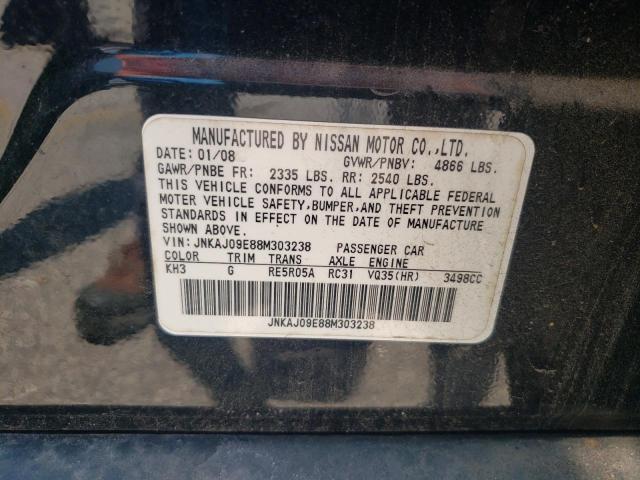 MANUFACTURED BY NISSAN MOTOR CO.,LTD.
DATE: 01/08 GVWR/PNBV: 4866 LBS.
GAWR/PNBE FR: 2335 LBS. RR: 2540 LBS.
THIS VEHICLE CONFORMS TO ALL APPLICABLE FEDERAL
MOTOR VEHICLE SAFETY,BUMPER,AND THEFT PREVENTION
STANDARDS IN EFFECT ON THE DATE OF MANUFACTURE
SHOWN ABOVE.
VIN: JNKAJ09E88M303238 PASSENGER CAR
COLOR TRIM TRANS AXLE ENGINE
KH3 G RE5R05A RC31 VQ35(HR) 3498CC
JNKAJ09E88M303238